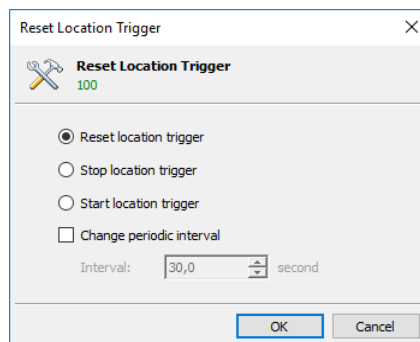 Reset Location Trigger
Reset Location Trigger
100
Reset location trigger
Stop location trigger
Start location trigger
Change periodic interval
Interval: 30,0 second
OK Cancel